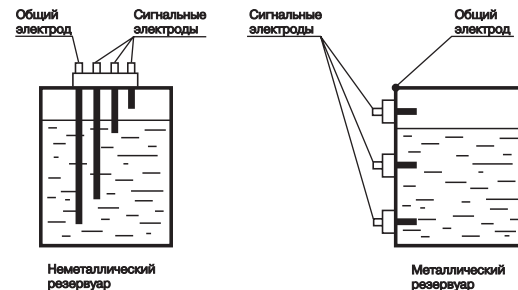 Общий
электрод
Сигнальные
электроды
Сигнальные
электроды
Общий
электрод
Неметаллический
резервуар
Металлический
резервуар